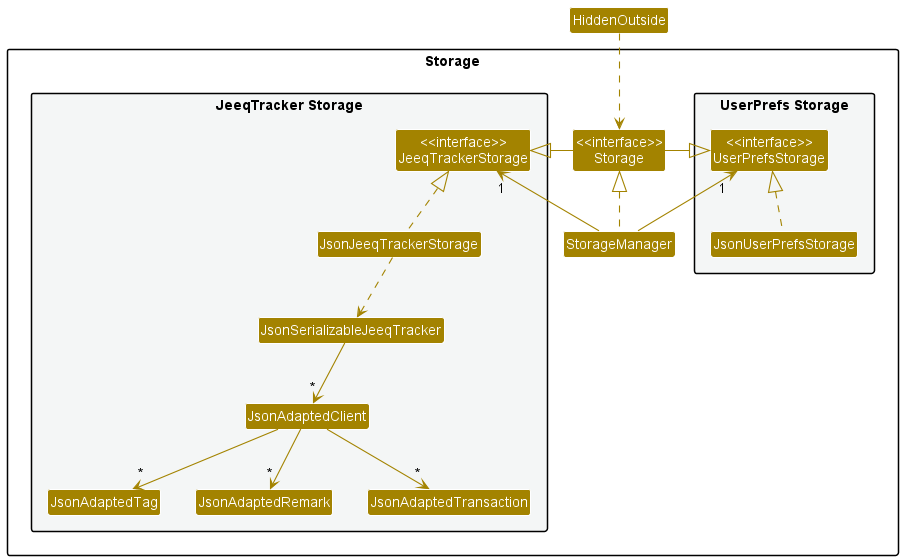 HiddenOutside
Storage
JeeqTracker Storage
UserPrefs Storage
<<interface>>
JeeqTrackerStorage
<<interface>>
Storage
<<interface>>
UserPrefsStorage
1
1
JsonJeeqTrackerStorage
StorageManager
JsonUserPrefsStorage
JsonSerializableJeeqTracker
*
JsonAdaptedClient
*
*
*
JsonAdaptedTag
JsonAdaptedRemark
JsonAdaptedTransaction